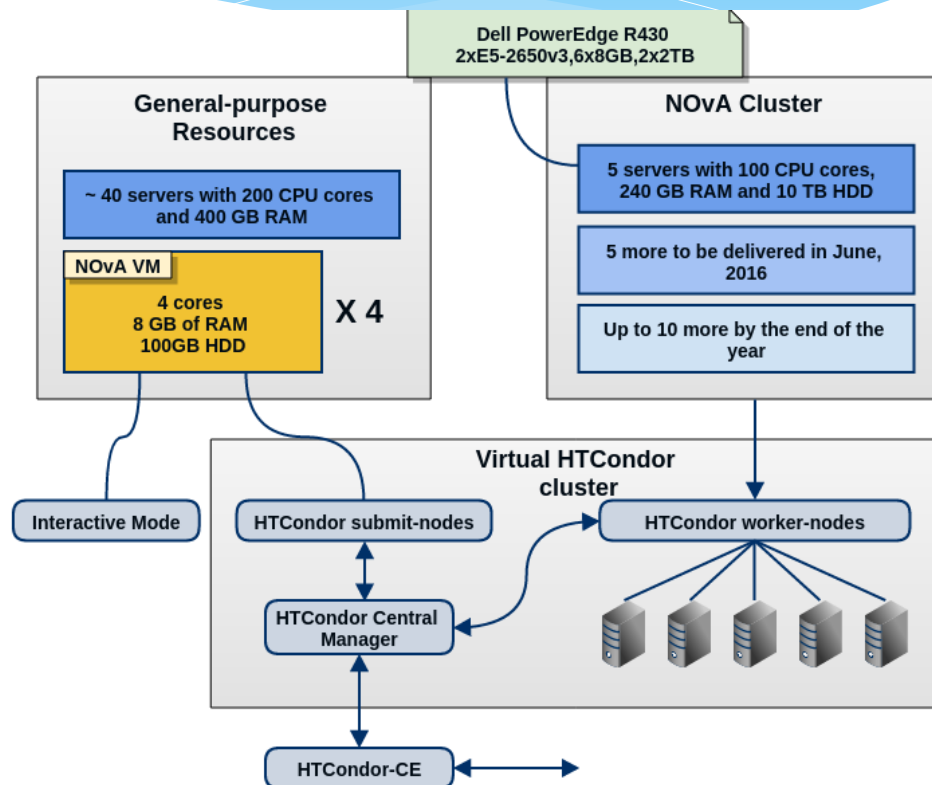 Dell PowerEdge R430
2xE5-2650v3,6x8GB,2x2TB
General-purpose
Resources
~ 40 servers with 200 CPU cores
and 400 GB RAM
NOvA VM
4 cores
8 GB of RAM
100GB HDD
X 4
NOvA Cluster
5 servers with 100 CPU cores,
240 GB RAM and 10 TB HDD
5 more to be delivered in June,
2016
Up to 10 more by the end of the
year
Interactive Mode
Virtual HTCondor
cluster
HTCondor submit-nodes
HTCondor worker-nodes
HTCondor Central
Manager
HTCondor-CE